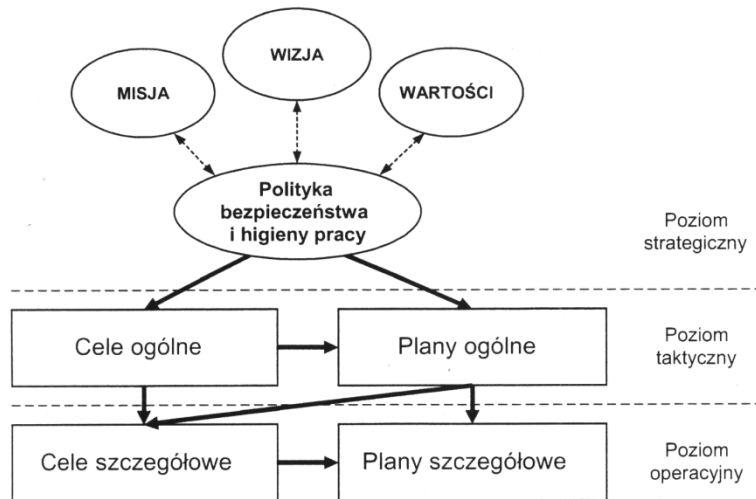 WIZJA
MISJA
WARTOŚCI
Polityka
bezpieczeństwa
i higieny pracy
Poziom
strategiczny
Cele ogólne
Plany ogólne
Poziom
taktyczny
Cele szczegółowe
Plany szczegółowe
Poziom
operacyjny